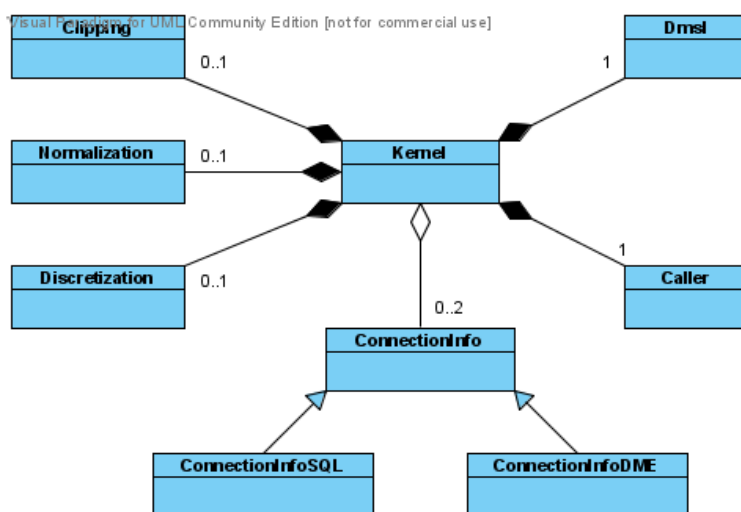 Visual Paradigm for UML Community Edition [not for commercial use]
Clipping
Dmsl
0..1
1
Normalization
0..1
Kernel
Discretization
0..1
1
Caller
0..2
ConnectionInfo
ConnectionInfoSQL
ConnectionInfoDME